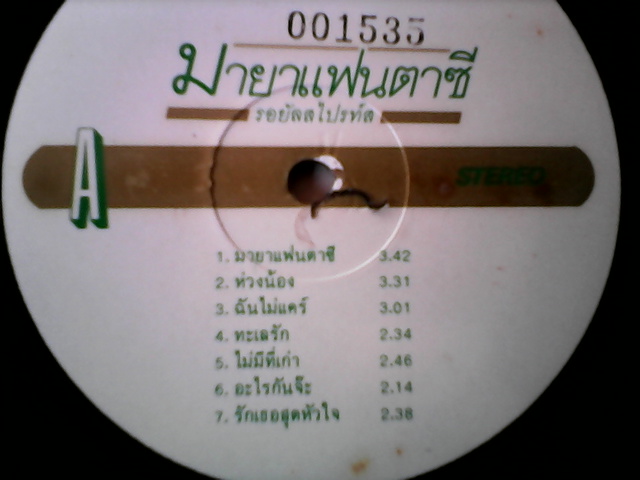 001535
มายาแฟนตาซี
รอยัลสไปรท์ส
A
STEREO
1. มายาแฟนตาซี 3.42
2. ห่วงน้อง 3.31
3. ฉันไม่แคร์ 3.01
4. ทะเลรัก 2.34
5. ไม่มีที่เก่า 2.46
6. อะไรกันจ๊ะ 2.14
7. รักเธอสุดหัวใจ 2.38